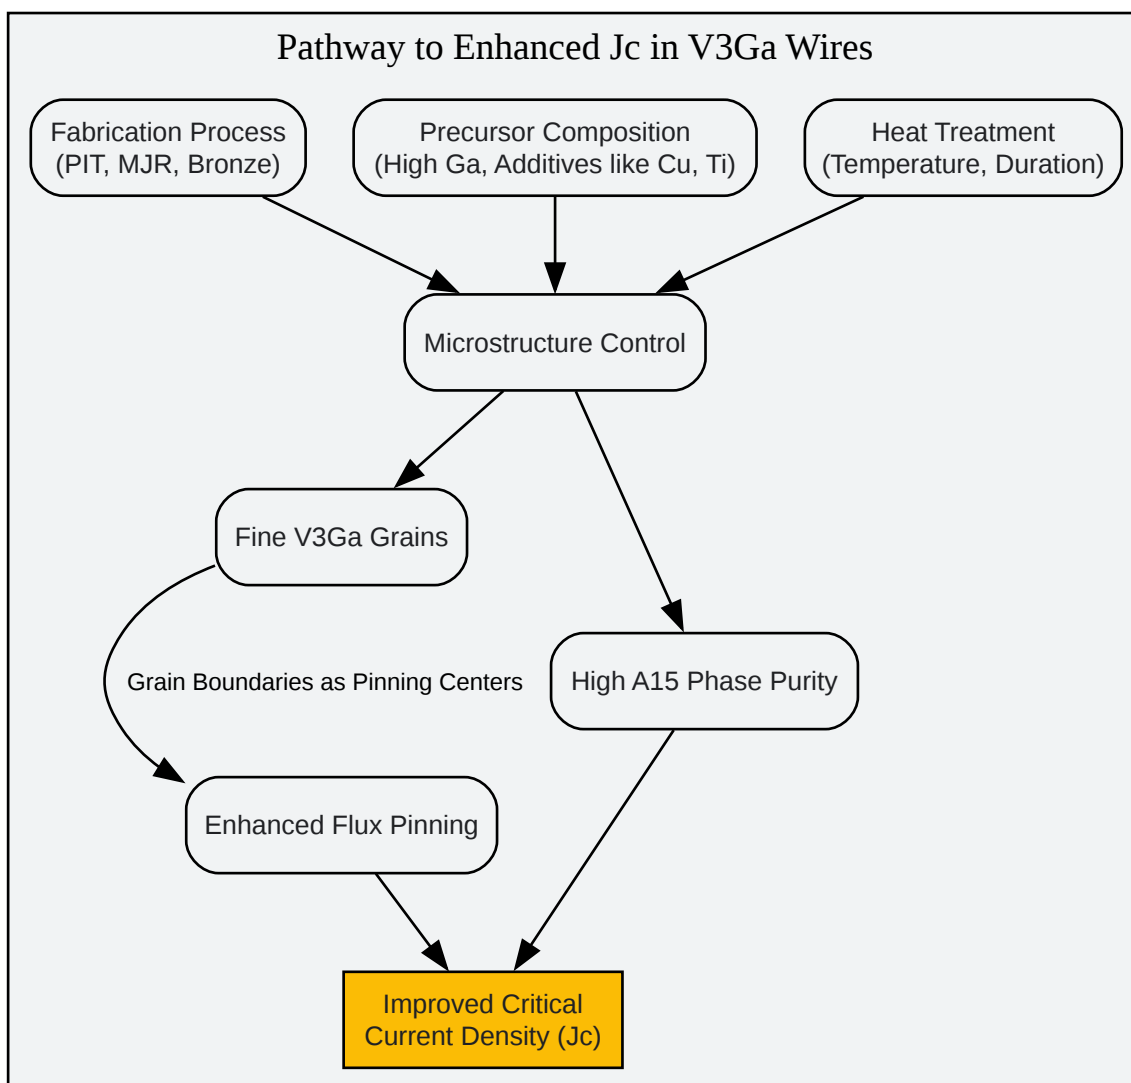 Pathway to Enhanced Jc in V3Ga Wires
Fabrication Process
(PIT, MJR, Bronze)
Precursor Composition
(High Ga, Additives like Cu, Ti)
Heat Treatment
(Temperature, Duration)
Microstructure Control
Fine V3Ga Grains
Grain Boundaries as Pinning Centers
High A15 Phase Purity
Enhanced Flux Pinning
Improved Critical
Current Density (Jc)